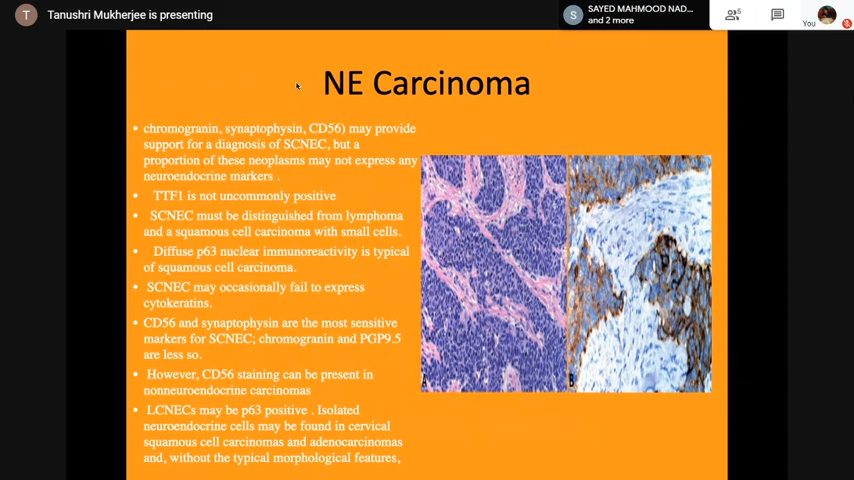 T Tanushri Mukherjee is presenting
S SAYED MAHMOOD NAD...
and 2 more
6
You
NE Carcinoma
• chromogranin, synaptophysin, CD56) may provide
support for a diagnosis of SCNEC, but a
proportion of these neoplasms may not express any
neuroendocrine markers .
• TTF1 is not uncommonly positive
• SCNEC must be distinguished from lymphoma
and a squamous cell carcinoma with small cells.
• Diffuse p63 nuclear immunoreactivity is typical
of squamous cell carcinoma.
• SCNEC may occasionally fail to express
cytokeratins.
• CD56 and synaptophysin are the most sensitive
markers for SCNEC; chromogranin and PGP9.5
are less so.
• However, CD56 staining can be present in
nonneuroendocrine carcinomas
• LCNECs may be p63 positive . Isolated
neuroendocrine cells may be found in cervical
squamous cell carcinomas and adenocarcinomas
and, without the typical morphological features,
A
B